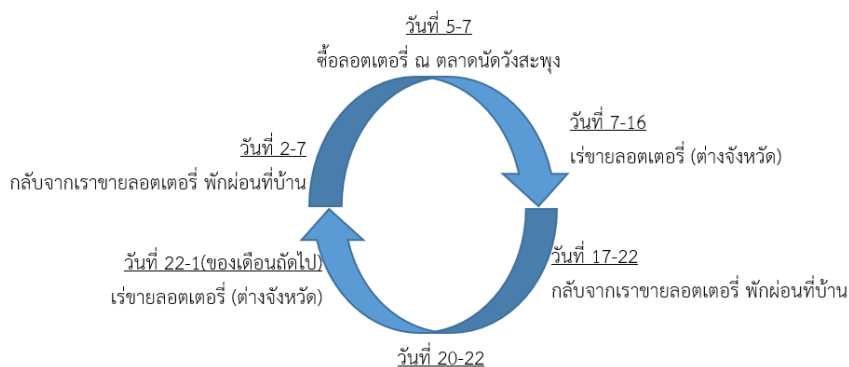 วันที่ 5-7
ซื้อลอตเตอรี่ ณ ตลาดนัดวังสะพุง
วันที่ 7-16
เร่ขายลอตเตอรี่ (ต่างจังหวัด)
วันที่ 17-22
กลับจากเราขายลอตเตอรี่ พักผ่อนที่บ้าน
วันที่ 20-22
วันที่ 22-1(ของเดือนถัดไป)
เร่ขายลอตเตอรี่ (ต่างจังหวัด)
วันที่ 2-7
กลับจากเราขายลอตเตอรี่ พักผ่อนที่บ้าน